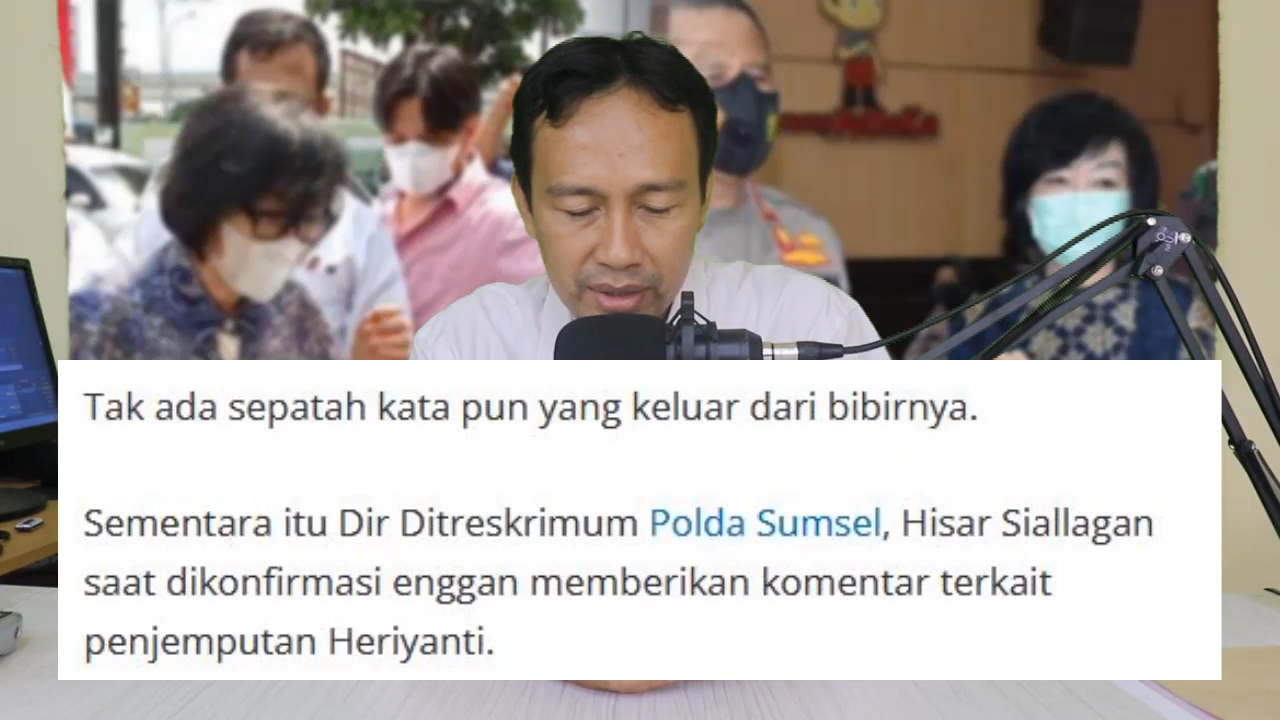 Tak ada sepatah kata pun yang keluar dari bibirnya.
Sementara itu Dir Ditreskrimum Polda Sumsel, Hisar Siallagan
saat dikonfirmasi enggan memberikan komentar terkait
penjemputan Heriyanti.